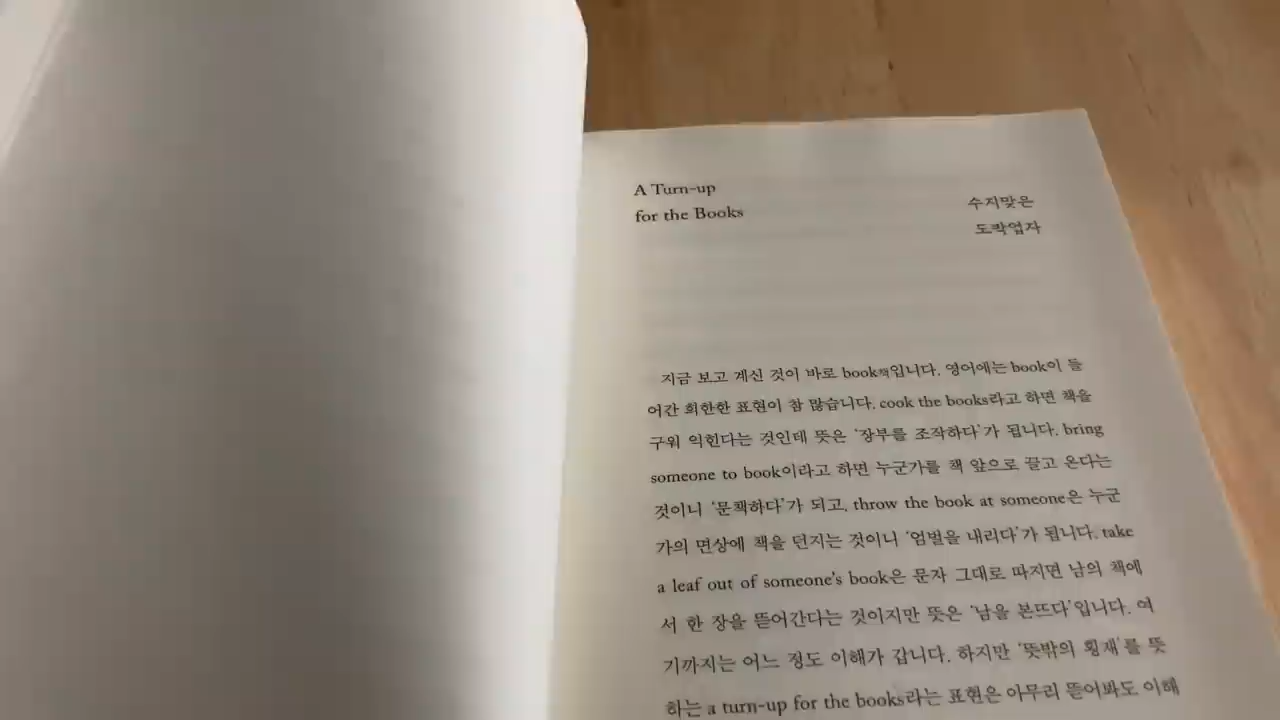 A Turn-up
for the Books
수지맞은
도박업자
지금 보고 계신 것이 바로 book책입니다. 영어에는 book이 들
어간 희한한 표현이 참 많습니다. cook the books라고 하면 책을
구워 익힌다는 것인데 뜻은 '장부를 조작하다'가 됩니다. bring
someone to book이라고 하면 누군가를 책 앞으로 끌고 온다는
것이니 '문책하다'가 되고, throw the book at someone은 누군
가의 면상에 책을 던지는 것이니 '엄벌을 내리다'가 됩니다. take
a leaf out of someone's book은 문자 그대로 따지면 남의 책에
서 한 장을 뜯어간다는 것이지만 뜻은 '남을 본뜨다'입니다. 여
기까지는 어느 정도 이해가 갑니다. 하지만 '뜻밖의 횡재'를 뜻
하는 a turn-up for the books라는 표현은 아무리 뜯어봐도 이해